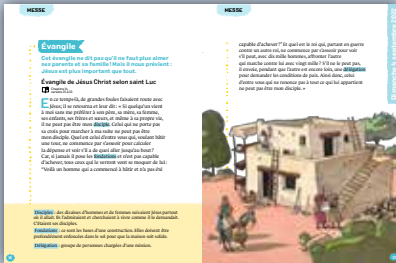 MESSE
Évangile
Cet évangile ne dit pas qu'il ne faut plus aimer
ses parents et sa famille ! Mais il nous prévient :
Jésus est plus important que tout.
Évangile de Jésus Christ selon saint Luc
En ce temps-là, de grandes foules faisaient route avec
Jésus ; il se retourna et leur dit : « Si quelqu'un vient
à moi sans me préférer à son père, sa mère, sa femme,
ses enfants, ses frères et sœurs, et même à sa propre vie,
il ne peut pas être mon disciple. Celui qui ne porte pas
sa croix pour marcher à ma suite ne peut pas être
mon disciple. Quel est celui d'entre vous qui, voulant bâtir
une tour, ne commence par s'asseoir pour calculer
la dépense et voir s'il a de quoi aller jusqu'au bout ?
Car, si jamais il pose les fondations et n'est pas capable
d'achever, tous ceux qui le verront vont se moquer de lui :
"Voilà un homme qui a commencé à bâtir et n'a pas été
Disciples : des dizaines d'hommes et de femmes suivaient Jésus partout
où il allait. Ils l'admiraient et cherchaient à vivre comme il le demandait.
C'étaient ses disciples.
Fondations : ce sont les bases d'une construction. Elles doivent être
profondément enfoncées dans le sol pour que la maison soit solide.
Délégation : groupe de personnes chargées d'une mission.
MESSE
capable d'achever !" Et quel est le roi qui, partant en guerre
contre un autre roi, ne commence par s'asseoir pour voir
s'il peut, avec dix mille hommes, affronter l'autre
qui marche contre lui avec vingt mille ? S'il ne le peut pas,
il envoie, pendant que l'autre est encore loin, une délégation
pour demander les conditions de paix. Ainsi donc, celui
d'entre vous qui ne renonce pas à tout ce qui lui appartient
ne peut pas être mon disciple. »